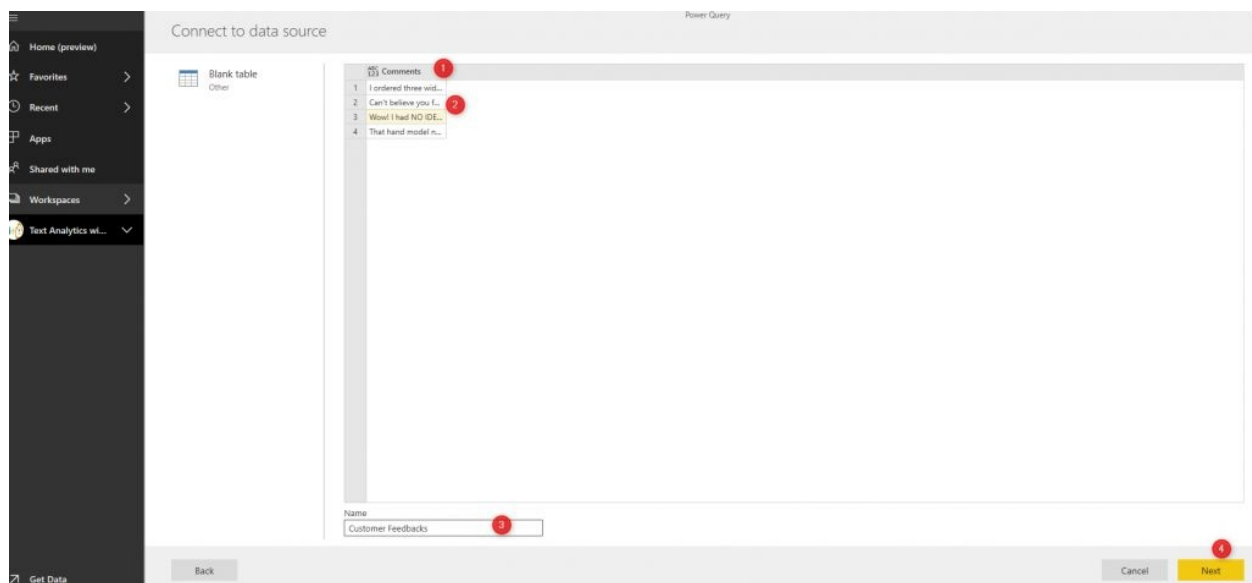 Power Query
Connect to data source
Home (preview)
Favorites
Recent
Apps
Shared with me
Workspaces
Text Analytics wi...
Get Data
Blank table
Other
ABC 123 Comments 1
1 I ordered three wid...
2 Can't believe you f... 2
3 Wow! I had NO IDE...
4 That hand model n...
Name
Customer Feedbacks 3
4
Back Cancel Next